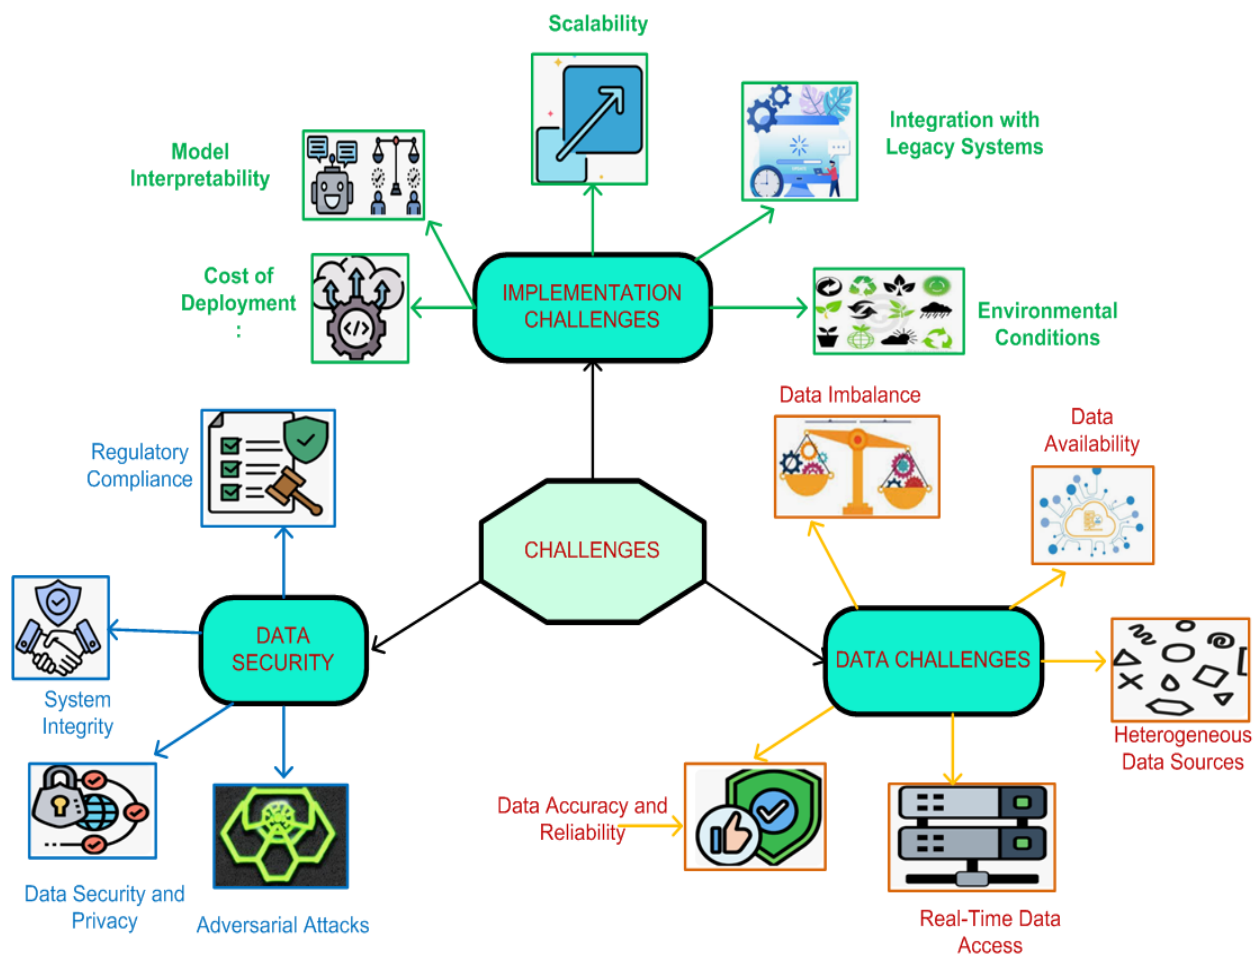 Scalability
Integration with
Legacy Systems
Model
Interpretability
Cost of
Deployment
:
IMPLEMENTATION
CHALLENGES
Environmental
Conditions
Data Imbalance
Data
Availability
Regulatory
Compliance
CHALLENGES
DATA
SECURITY
DATA CHALLENGES
System
Integrity
Heterogeneous
Data Sources
Data Accuracy and
Reliability
Data Security and
Privacy
Adversarial Attacks
Real-Time Data
Access